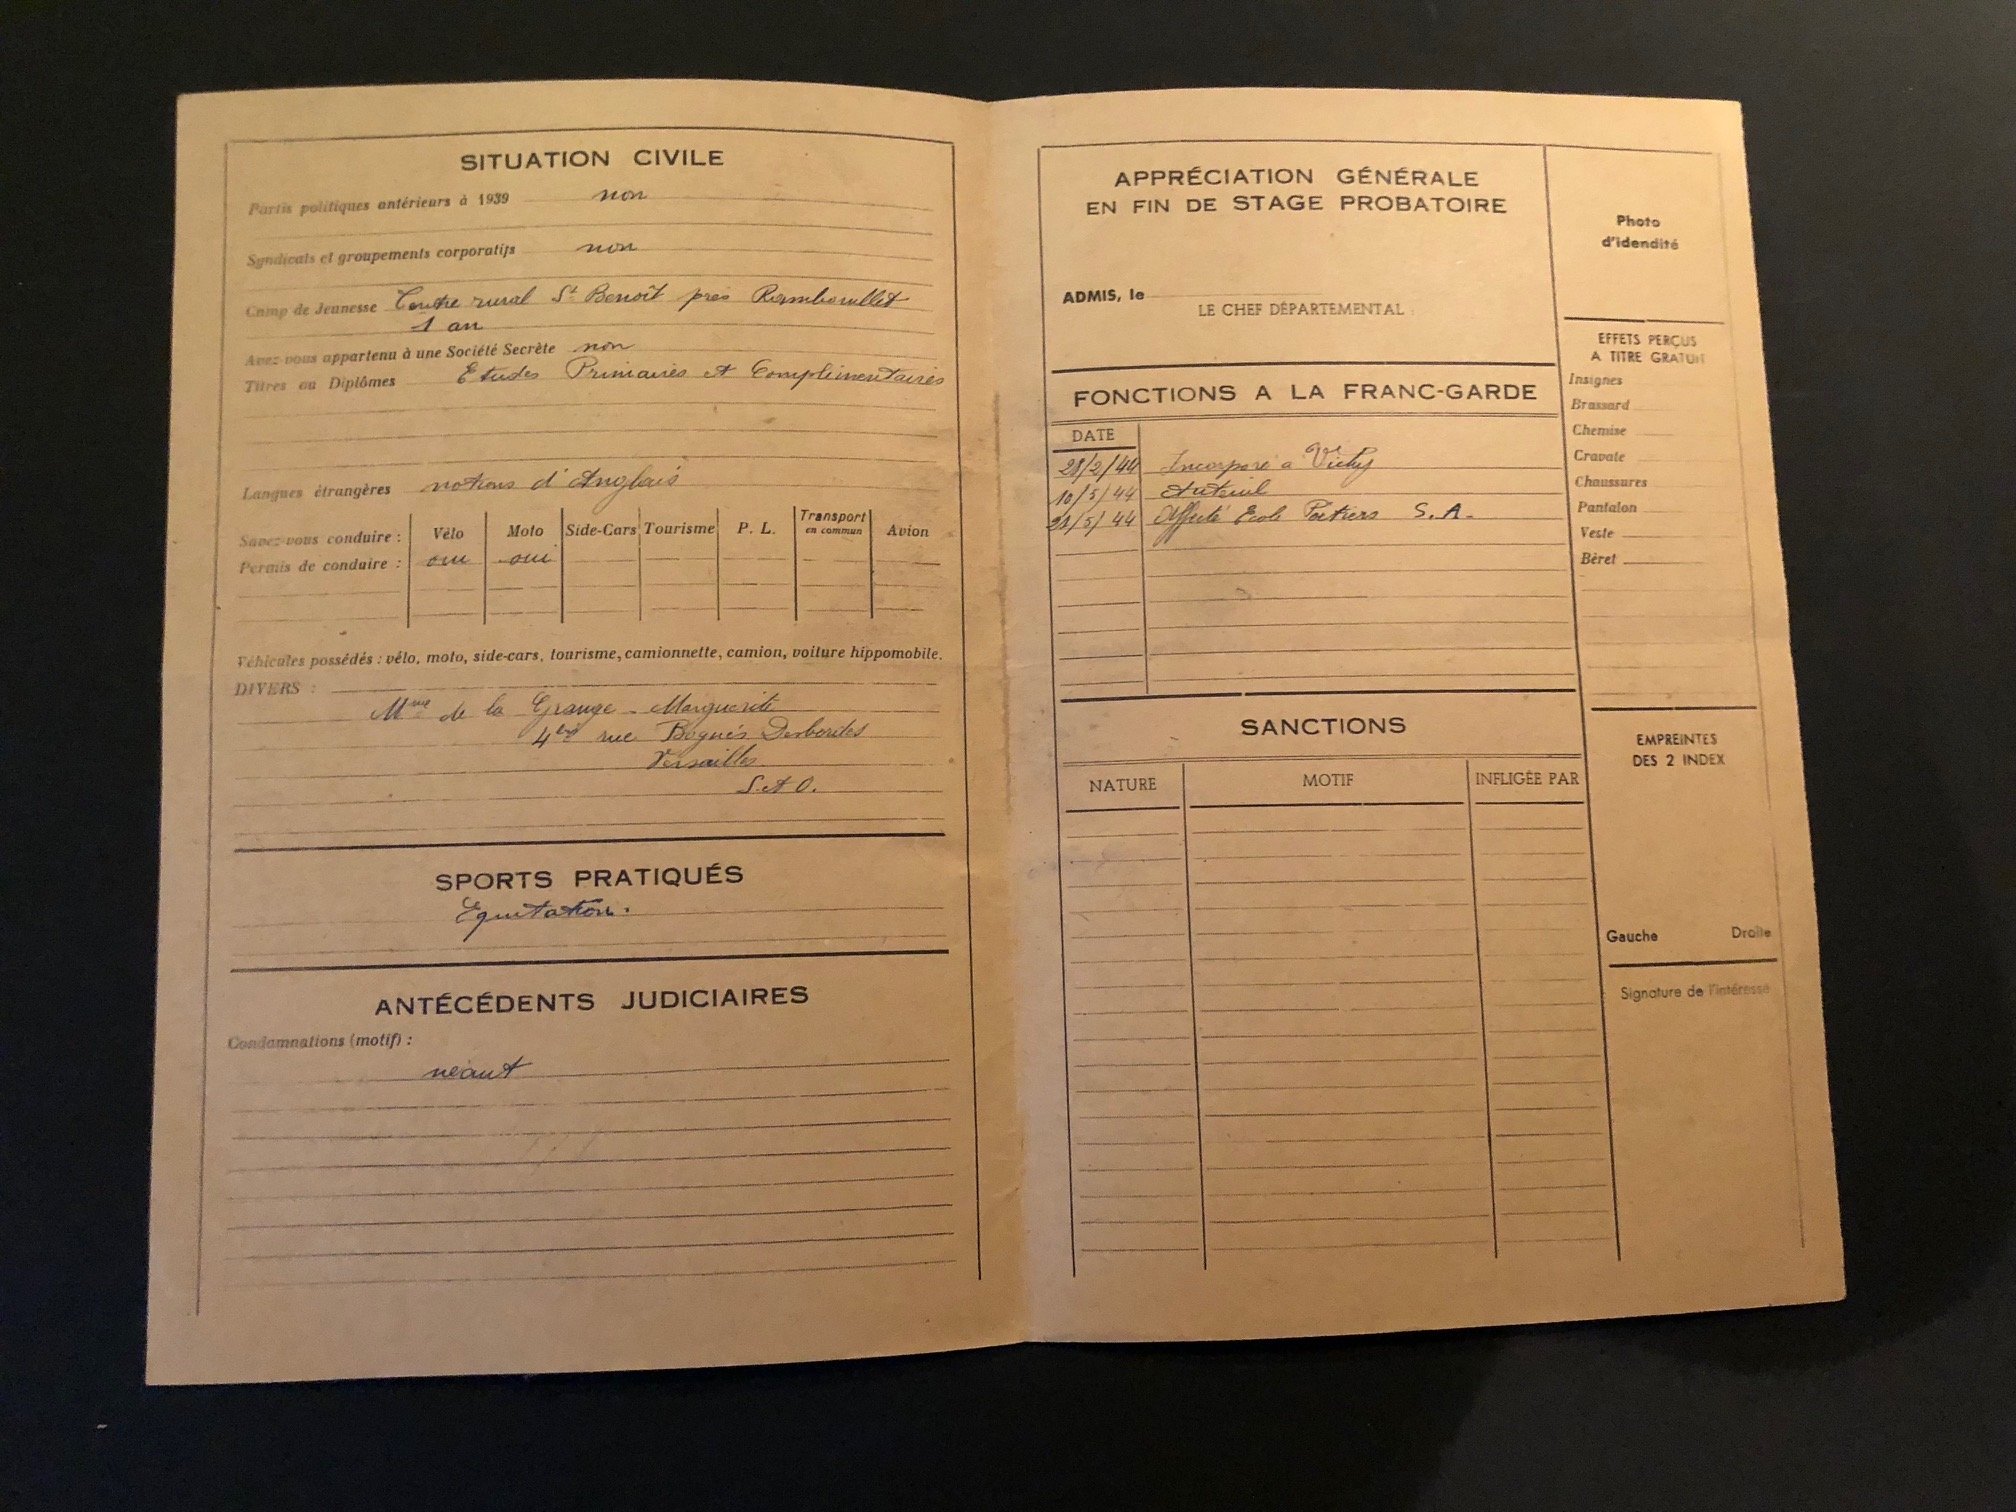 SITUATION CIVILE
Partis politiques antérieurs à 1939 non
Syndicats et groupements corporatifs non
Camp de Jeunesse Centre rural St Benoît près Rambouillet
1 an
Avez-vous appartenu à une Société Secrète non
Titres ou Diplômes Etudes Primaires et Complimentaires
Langues étrangères notions d'Anglais
Savez-vous conduire : Vélo Moto Side-Cars Tourisme P. L. Transport en commun Avion
Permis de conduire : oui oui
Véhicules possédés : vélo, moto, side-cars, tourisme, camionnette, camion, voiture hippomobile.
DIVERS :
Mme de la Grange - Marguerite
4bis rue Desbordes
Versailles
S et O.
SPORTS PRATIQUÉS
Equitation.
ANTÉCÉDENTS JUDICIAIRES
Condamnations (motif) :
néant
APPRÉCIATION GÉNÉRALE
EN FIN DE STAGE PROBATOIRE
ADMIS, le
LE CHEF DÉPARTEMENTAL
FONCTIONS A LA FRANC-GARDE
DATE
28/2/44 Incorporé à Vichy
10/5/44 Auteuil
21/5/44 Affecté Ecole Poitiers S.A.
SANCTIONS
NATURE MOTIF INFLIGÉE PAR
Photo
d'idendité
EFFETS PERÇUS
A TITRE GRATUIT
Insignes
Brassard
Chemise
Cravate
Chaussures
Pantalon
Veste
Béret
EMPREINTES
DES 2 INDEX
Gauche Droite
Signature de l'intéressé